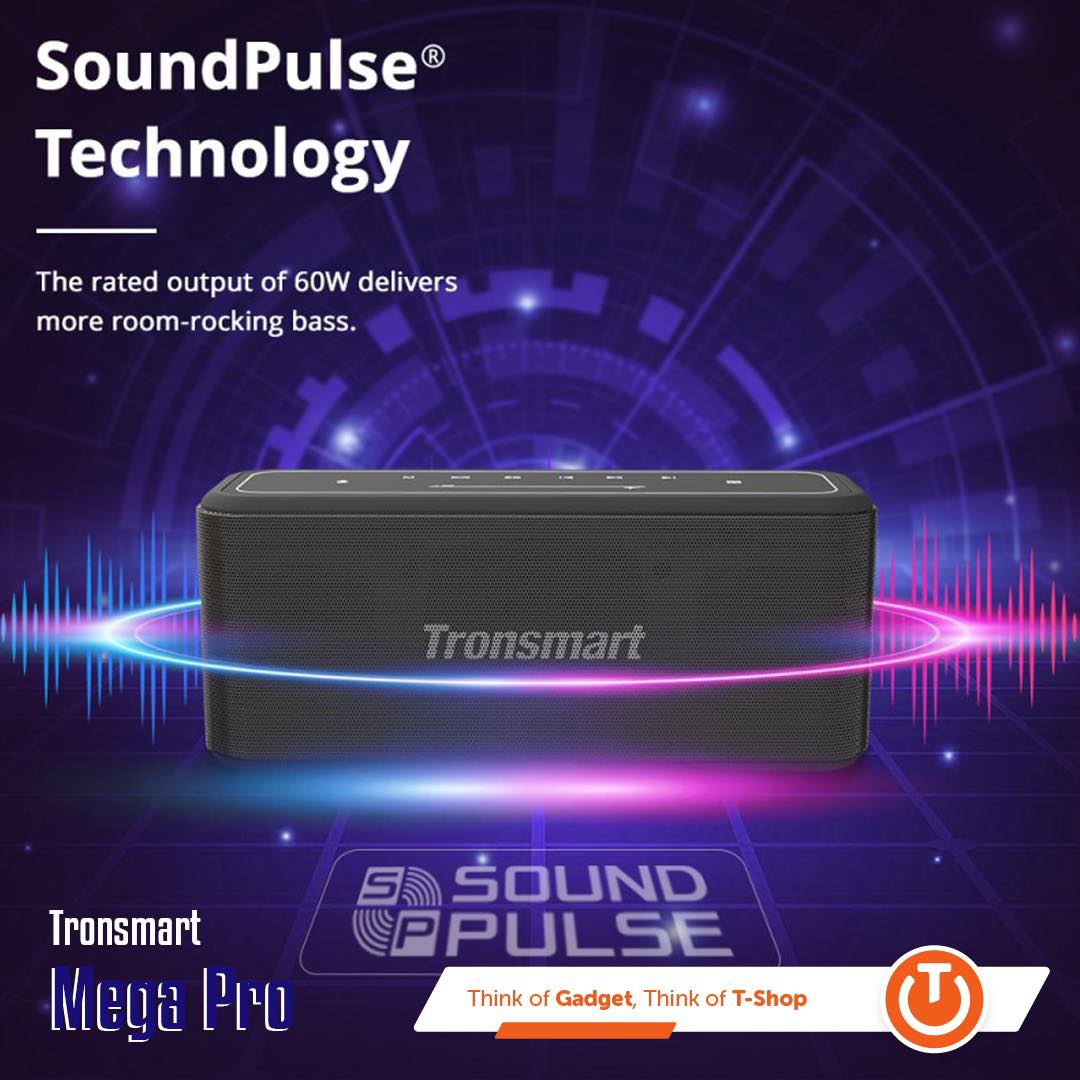 SoundPulse®
Technology
The rated output of 60W delivers
more room-rocking bass.
Tronsmart
SP SOUND
PULSE
Tronsmart
Mega Pro
Think of Gadget, Think of T-Shop